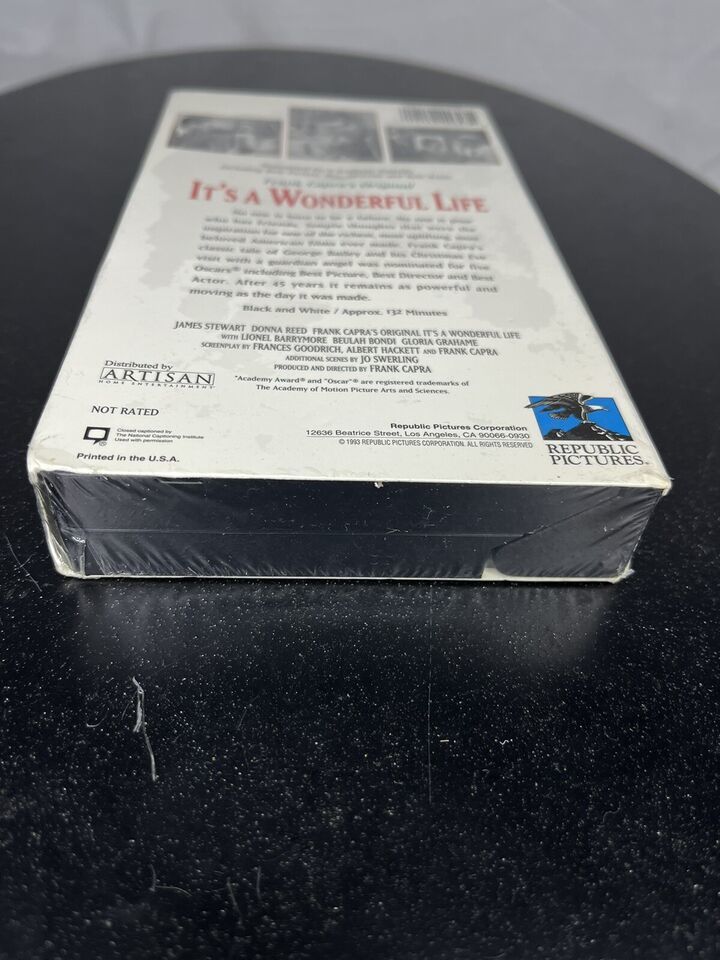 Frank Capra's Original
IT'S A WONDERFUL LIFE
No one is born to be a failure. No one is poor
who has friends. Simple thoughts that were the
inspiration for one of the richest, most uplifting, most
beloved American films ever made. Frank Capra's
classic tale of George Bailey and his Christmas Eve
visit with a guardian angel was nominated for five
Oscars® including Best Picture, Best Director and Best
Actor. After 45 years it remains as powerful and
moving as the day it was made.
Black and White / Approx. 132 Minutes
JAMES STEWART DONNA REED FRANK CAPRA'S ORIGINAL IT'S A WONDERFUL LIFE
WITH LIONEL BARRYMORE BEULAH BONDI GLORIA GRAHAME
SCREENPLAY BY FRANCES GOODRICH, ALBERT HACKETT AND FRANK CAPRA
ADDITIONAL SCENES BY JO SWERLING
PRODUCED AND DIRECTED BY FRANK CAPRA
"Academy Award® and "Oscar"® are registered trademarks of
The Academy of Motion Picture Arts and Sciences.
Distributed by
ARTISAN
HOME ENTERTAINMENT
NOT RATED
Closed captioned by
The National Captioning Institute
Used with permission
Printed in the U.S.A.
Republic Pictures Corporation
12636 Beatrice Street, Los Angeles, CA 90066-0930
© 1993 REPUBLIC PICTURES CORPORATION. ALL RIGHTS RESERVED
REPUBLIC
PICTURES